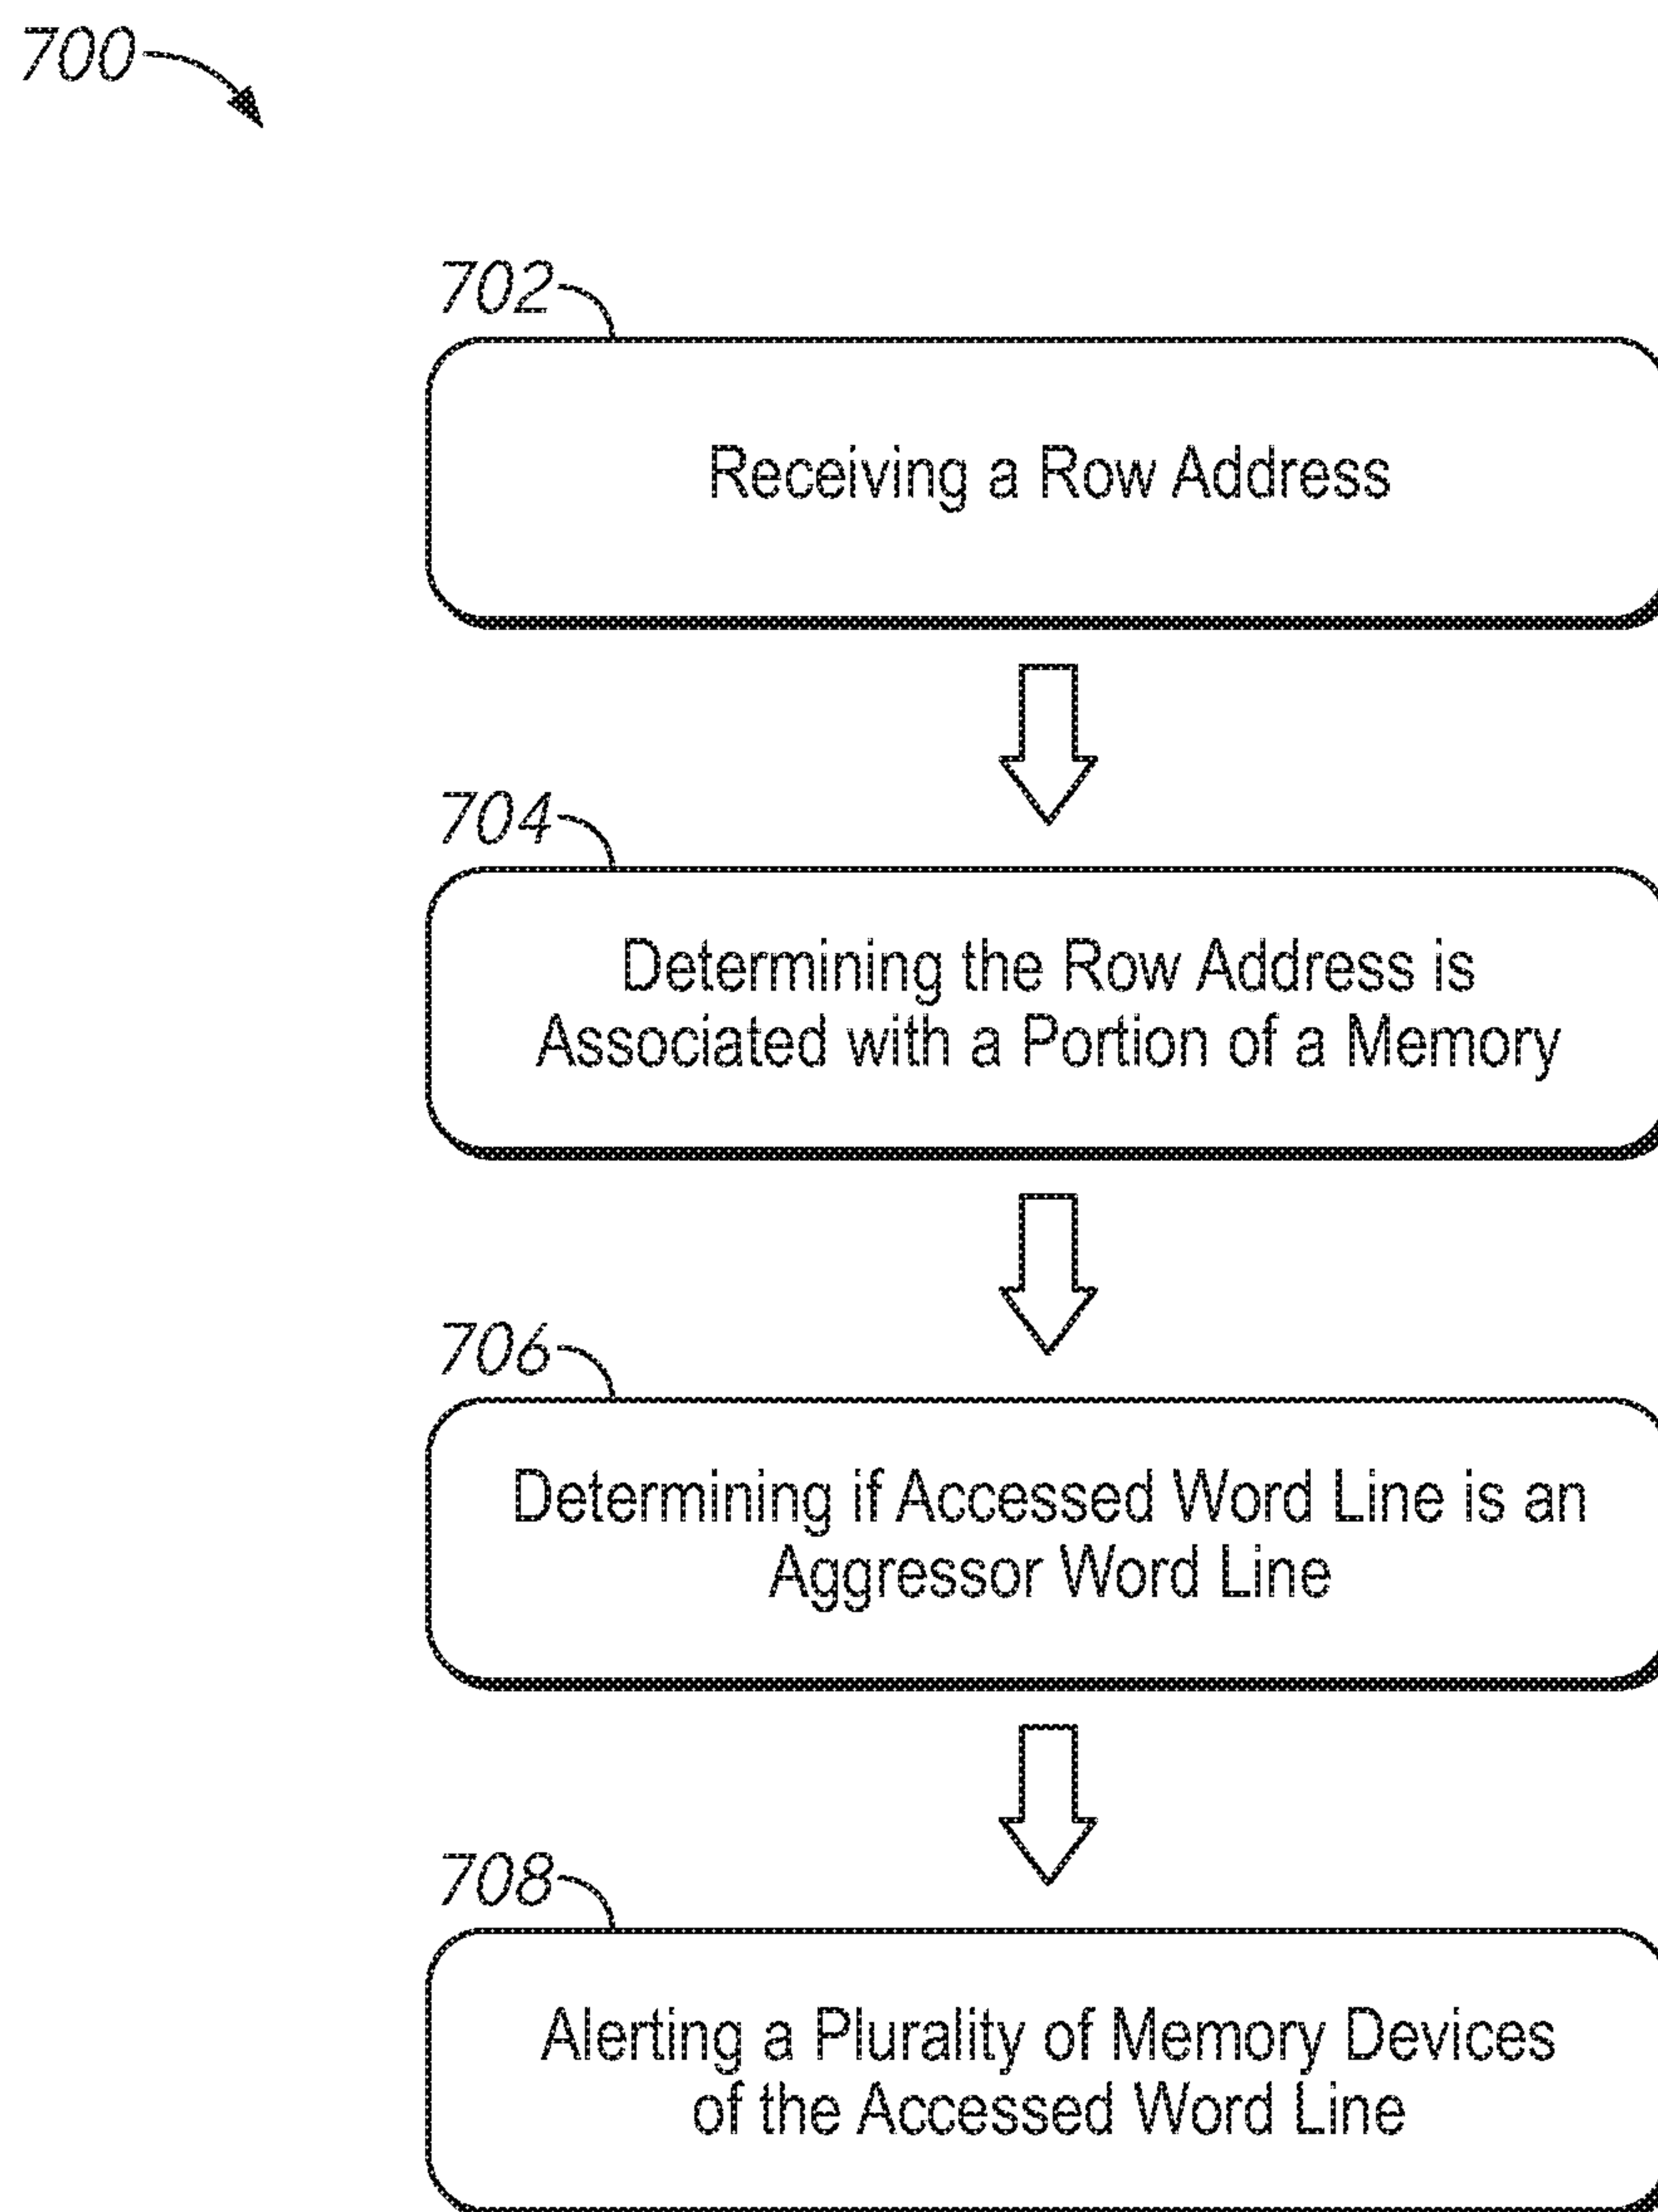 700
702
Receiving a Row Address
704
Determining the Row Address is
Associated with a Portion of a Memory
706
Determining if Accessed Word Line is an
Aggressor Word Line
708
Alerting a Plurality of Memory Devices
of the Accessed Word Line